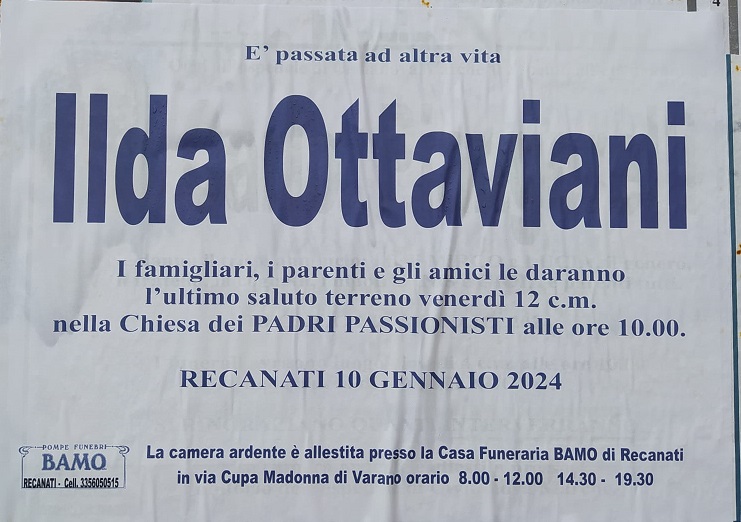 4
E' passata ad altra vita
Ilda Ottaviani
I famigliari, i parenti e gli amici le daranno
l'ultimo saluto terreno venerdì 12 c.m.
nella Chiesa dei PADRI PASSIONISTI alle ore 10.00.
RECANATI 10 GENNAIO 2024
POMPE FUNEBRI
BAMO
RECANATI - Cell. 3356050515
La camera ardente è allestita presso la Casa Funeraria BAMO di Recanati
in via Cupa Madonna di Varano orario 8.00 - 12.00 14.30 - 19.30